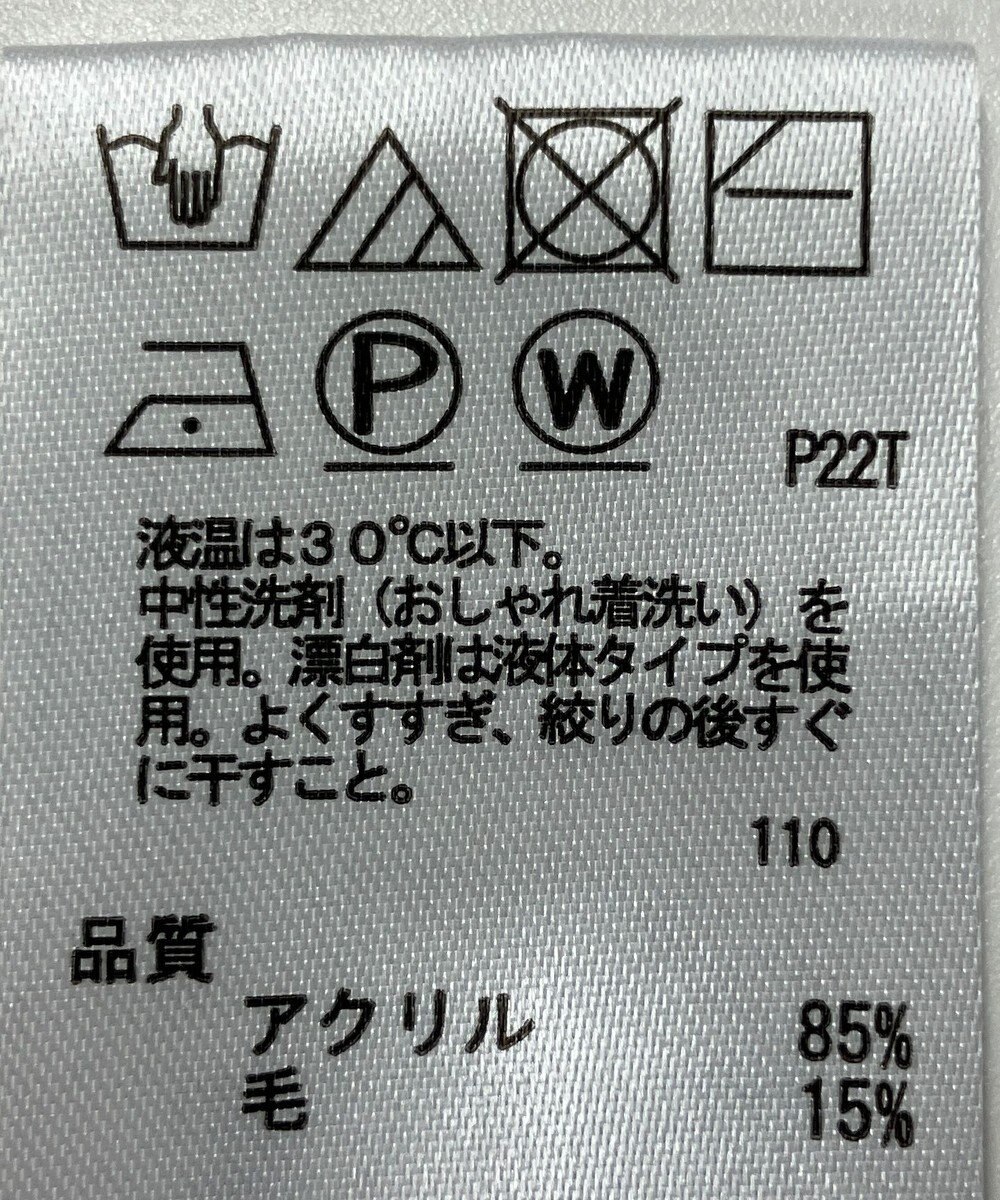 P W
P22T
液温は30℃以下。
中性洗剤（おしゃれ着洗い）を
使用。漂白剤は液体タイプを使
用。よくすすぎ、絞りの後すぐ
に干すこと。
110
品質
アクリル 85%
毛 15%